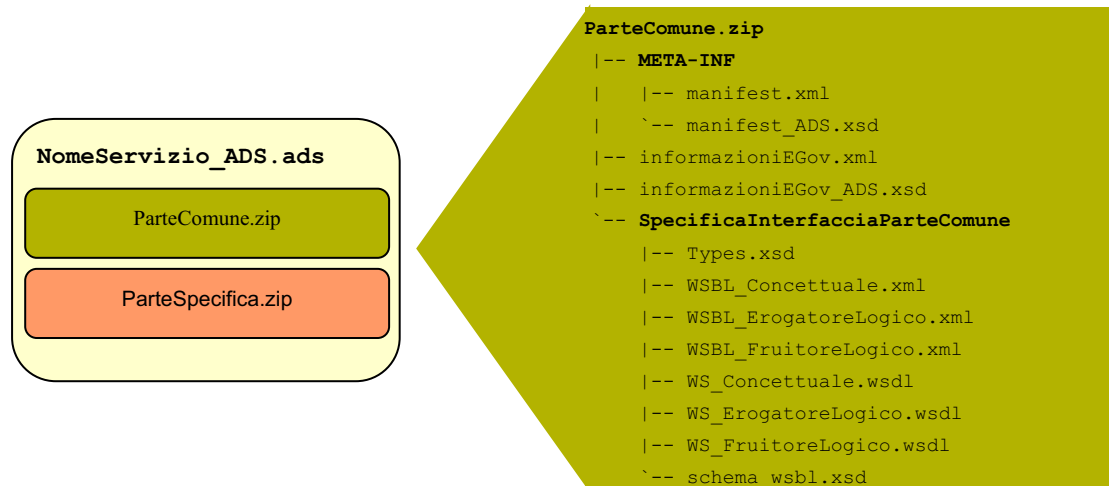 NomeServizio_ADS.ads
ParteComune.zip
ParteSpecifica.zip
ParteComune.zip
|-- META-INF
|   |-- manifest.xml
|   `-- manifest_ADS.xsd
|-- informazioniEGov.xml
|-- informazioniEGov_ADS.xsd
`-- SpecificaInterfacciaParteComune
    |-- Types.xsd
    |-- WSBL_Concettuale.xml
    |-- WSBL_ErogatoreLogico.xml
    |-- WSBL_FruitoreLogico.xml
    |-- WS_Concettuale.wsdl
    |-- WS_ErogatoreLogico.wsdl
    |-- WS_FruitoreLogico.wsdl
    `-- schema_wsbl.xsd